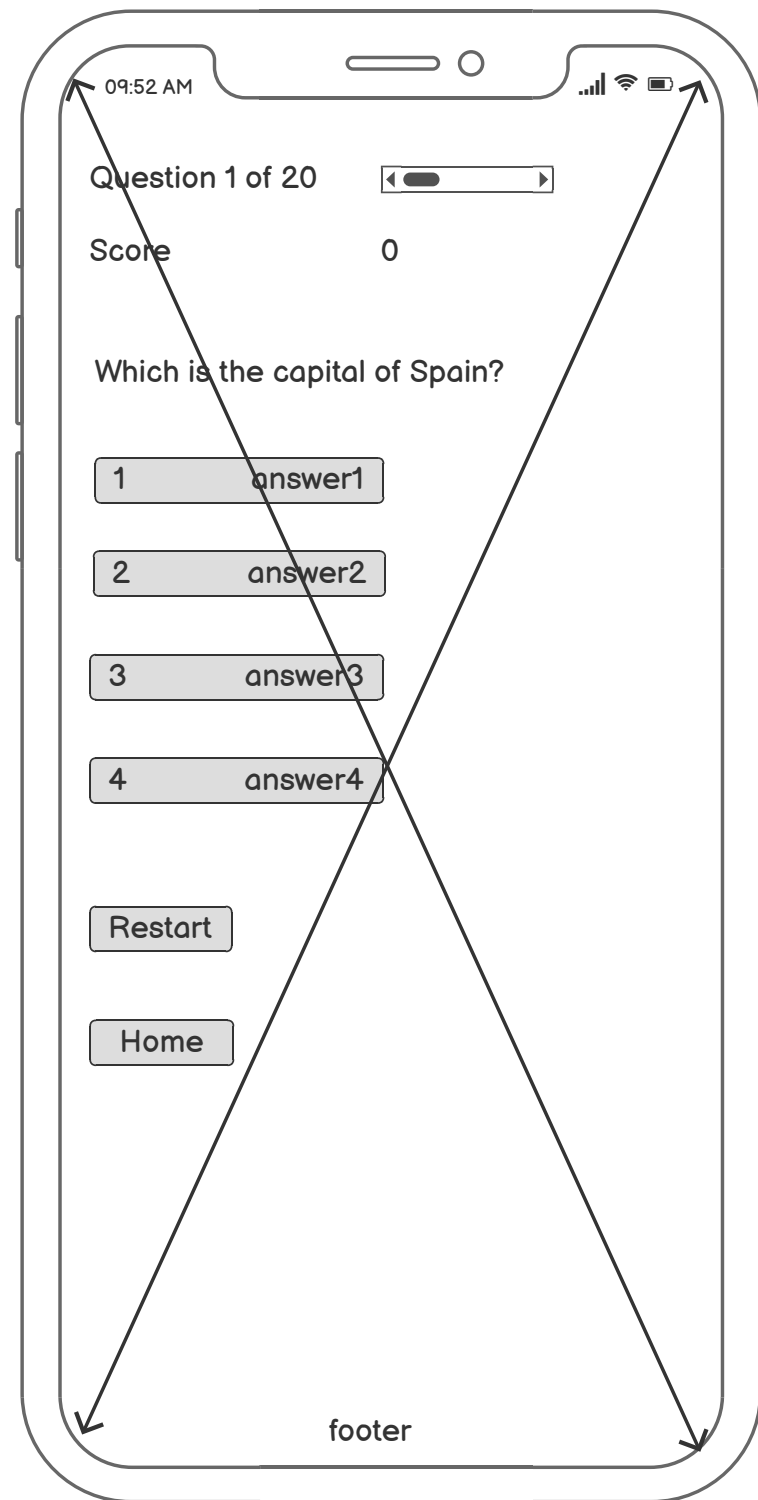 09:52 AM
Question 1 of 20
Score 0
Which is the capital of Spain?
1 answer1
2 answer2
3 answer3
4 answer4
Restart
Home
footer